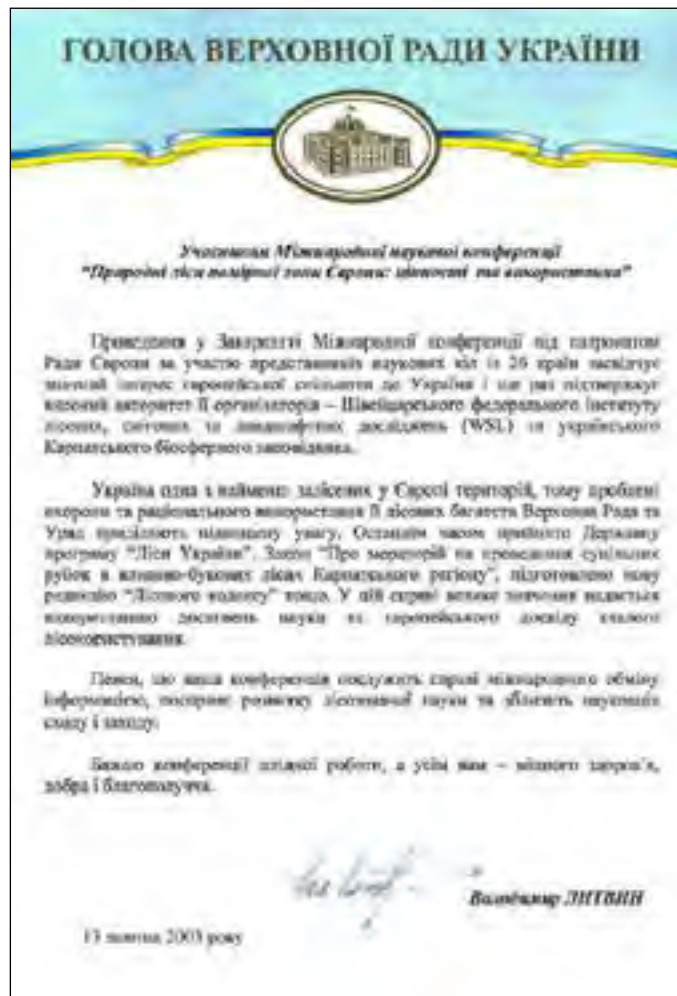 ГОЛОВА ВЕРХОВНОЇ РАДИ УКРАЇНИ
Учасникам Міжнародної наукової конференції
"Природні ліси помірної зони Європи: цінності та використання"
Проведення у Закарпатті Міжнародної конференції під патронатом
Ради Європи за участю представників наукових кіл із 26 країн засвідчує
значний інтерес європейської спільноти до України і ще раз підтверджує
високий авторитет її організаторів – Швейцарського федерального інституту
лісових, снігових та ландшафтних досліджень (WSL) та українського
Карпатського біосферного заповідника.
Україна одна з найменш залісених у Європі територій, тому проблемі
охорони та раціонального використання її лісових багатств Верховна Рада та
Уряд приділяють підвищену увагу. Останнім часом прийнято Державну
програму "Ліси України", Закон "Про мораторій на проведення суцільних
рубок в ялицево-букових лісах Карпатського регіону", підготовлено нову
редакцію "Лісового кодексу" тощо. У цій справі велике значення надається
використанню досягнень науки та європейського досвіду сталого
лісокористування.
Певен, що ваша конференція послужить справі міжнародного обміну
інформацією, посприяє розвитку лісознавчої науки та зблизить науковців
сходу і заходу.
Бажаю конференції плідної роботи, а усім вам – міцного здоров'я,
добра і благополуччя.
Володимир ЛИТВИН
13 жовтня 2003 року